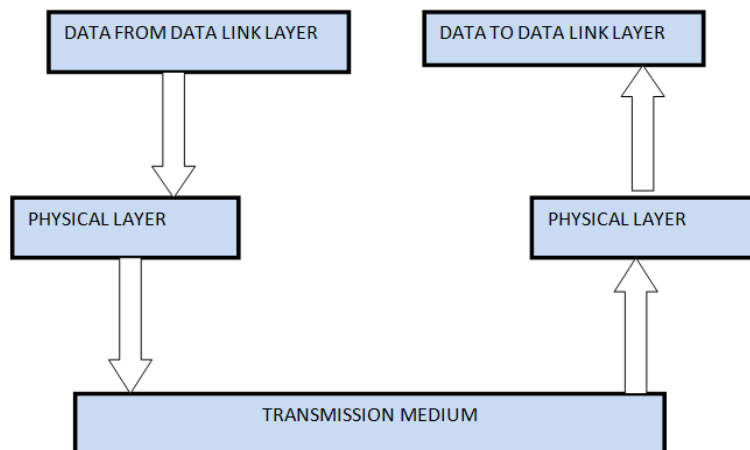 DATA FROM DATA LINK LAYER
DATA TO DATA LINK LAYER
PHYSICAL LAYER
PHYSICAL LAYER
TRANSMISSION MEDIUM